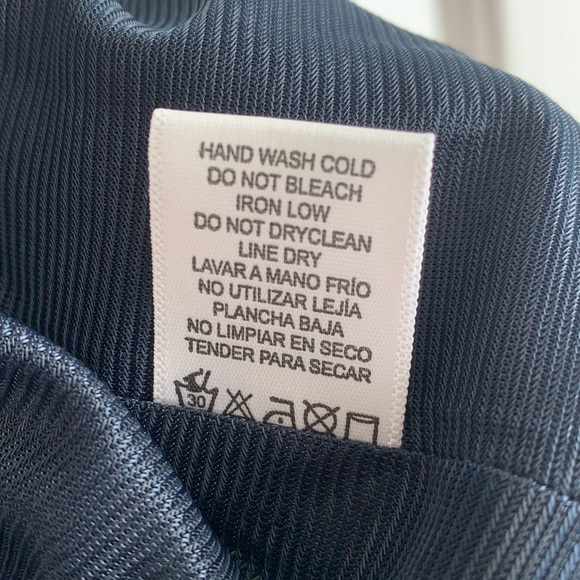 HAND WASH COLD
DO NOT BLEACH
IRON LOW
DO NOT DRYCLEAN
LINE DRY
LAVAR A MANO FRÍO
NO UTILIZAR LEJÍA
PLANCHA BAJA
NO LIMPIAR EN SECO
TENDER PARA SECAR
30